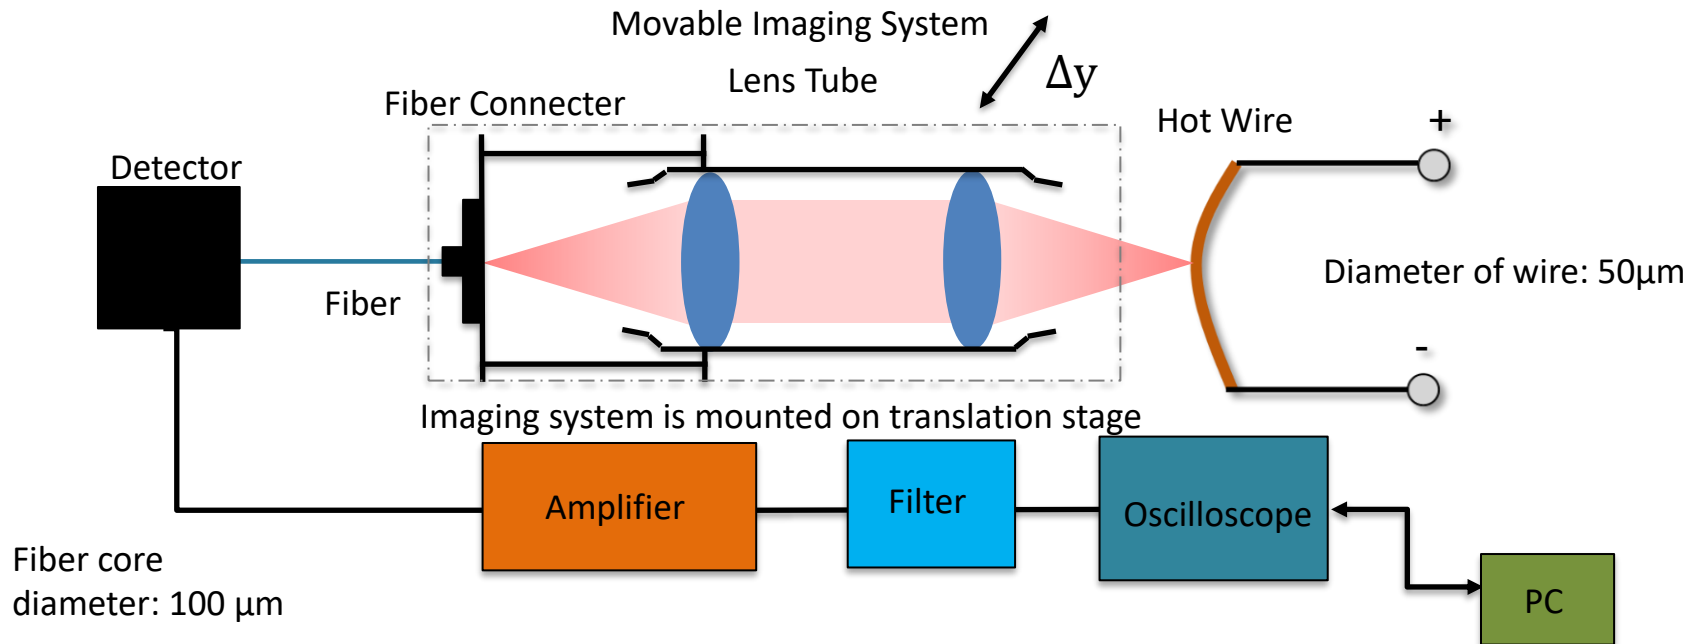 Movable Imaging System
Δy
Lens Tube
Fiber Connecter
Hot Wire
+
Detector
Fiber
Diameter of wire: 50μm
-
Imaging system is mounted on translation stage
Amplifier
Filter
Oscilloscope
Fiber core
diameter: 100 μm
PC